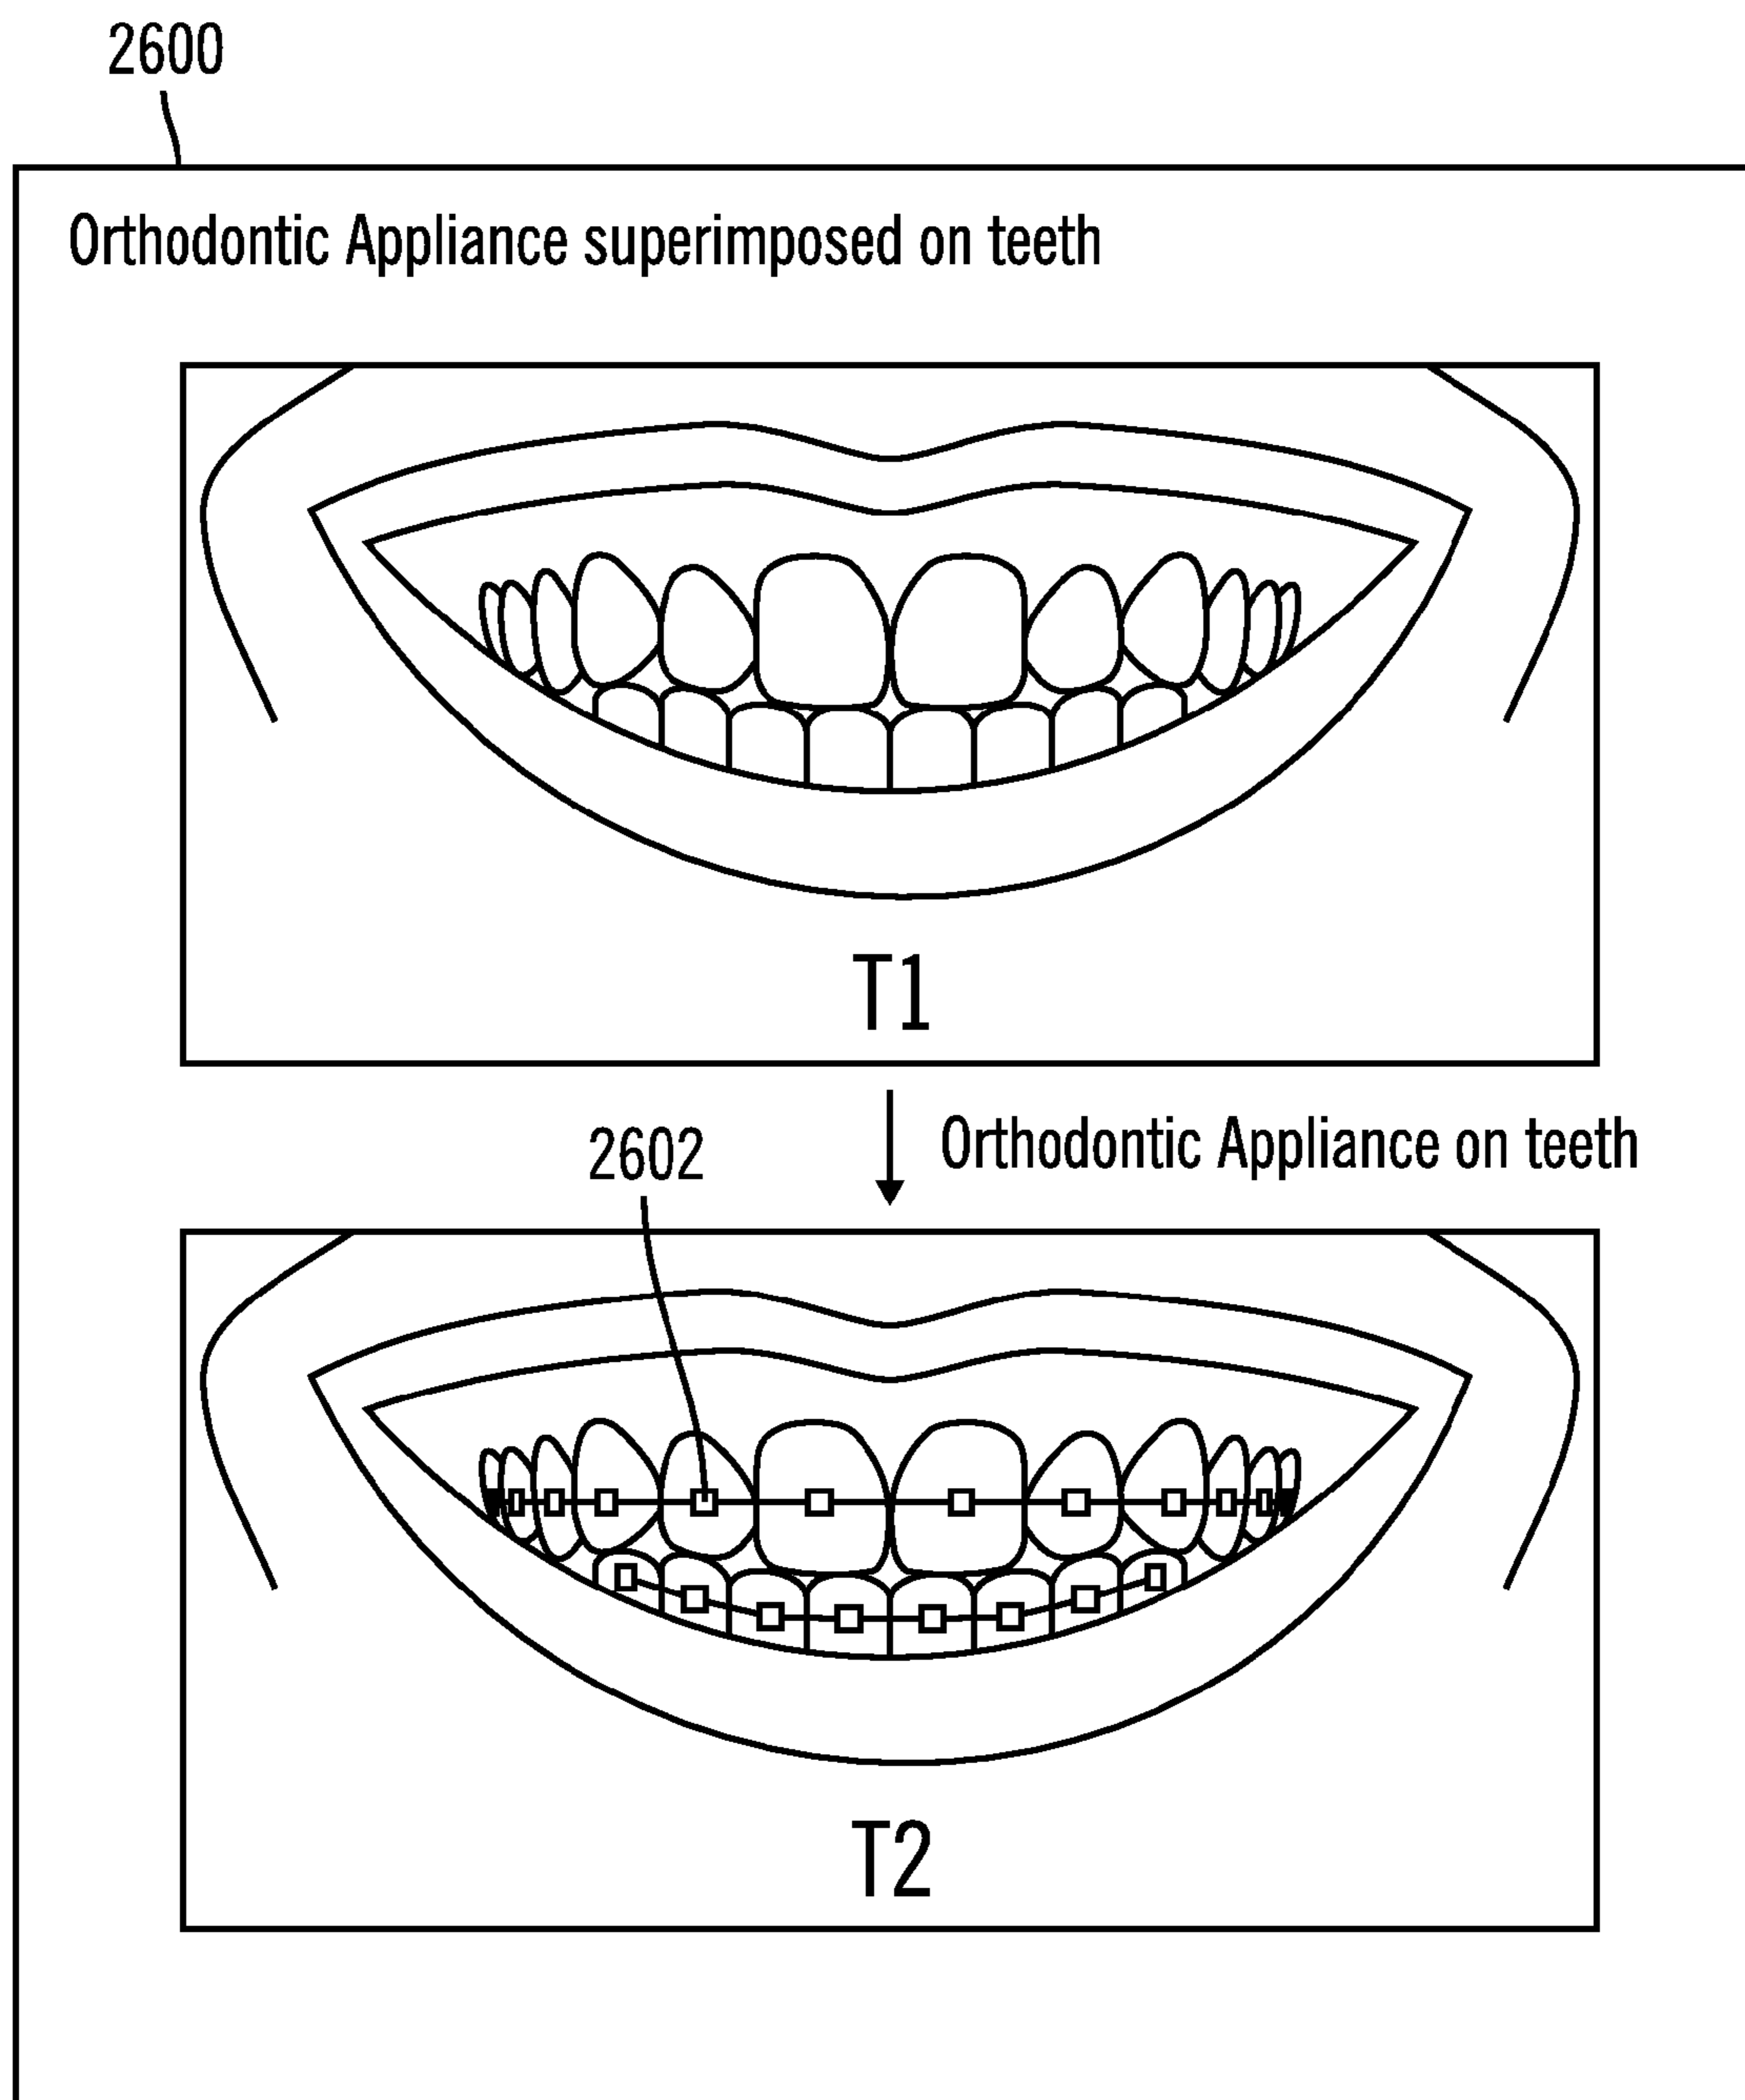 2600
Orthodontic Appliance superimposed on teeth
T1
Orthodontic Appliance on teeth
2602
T2